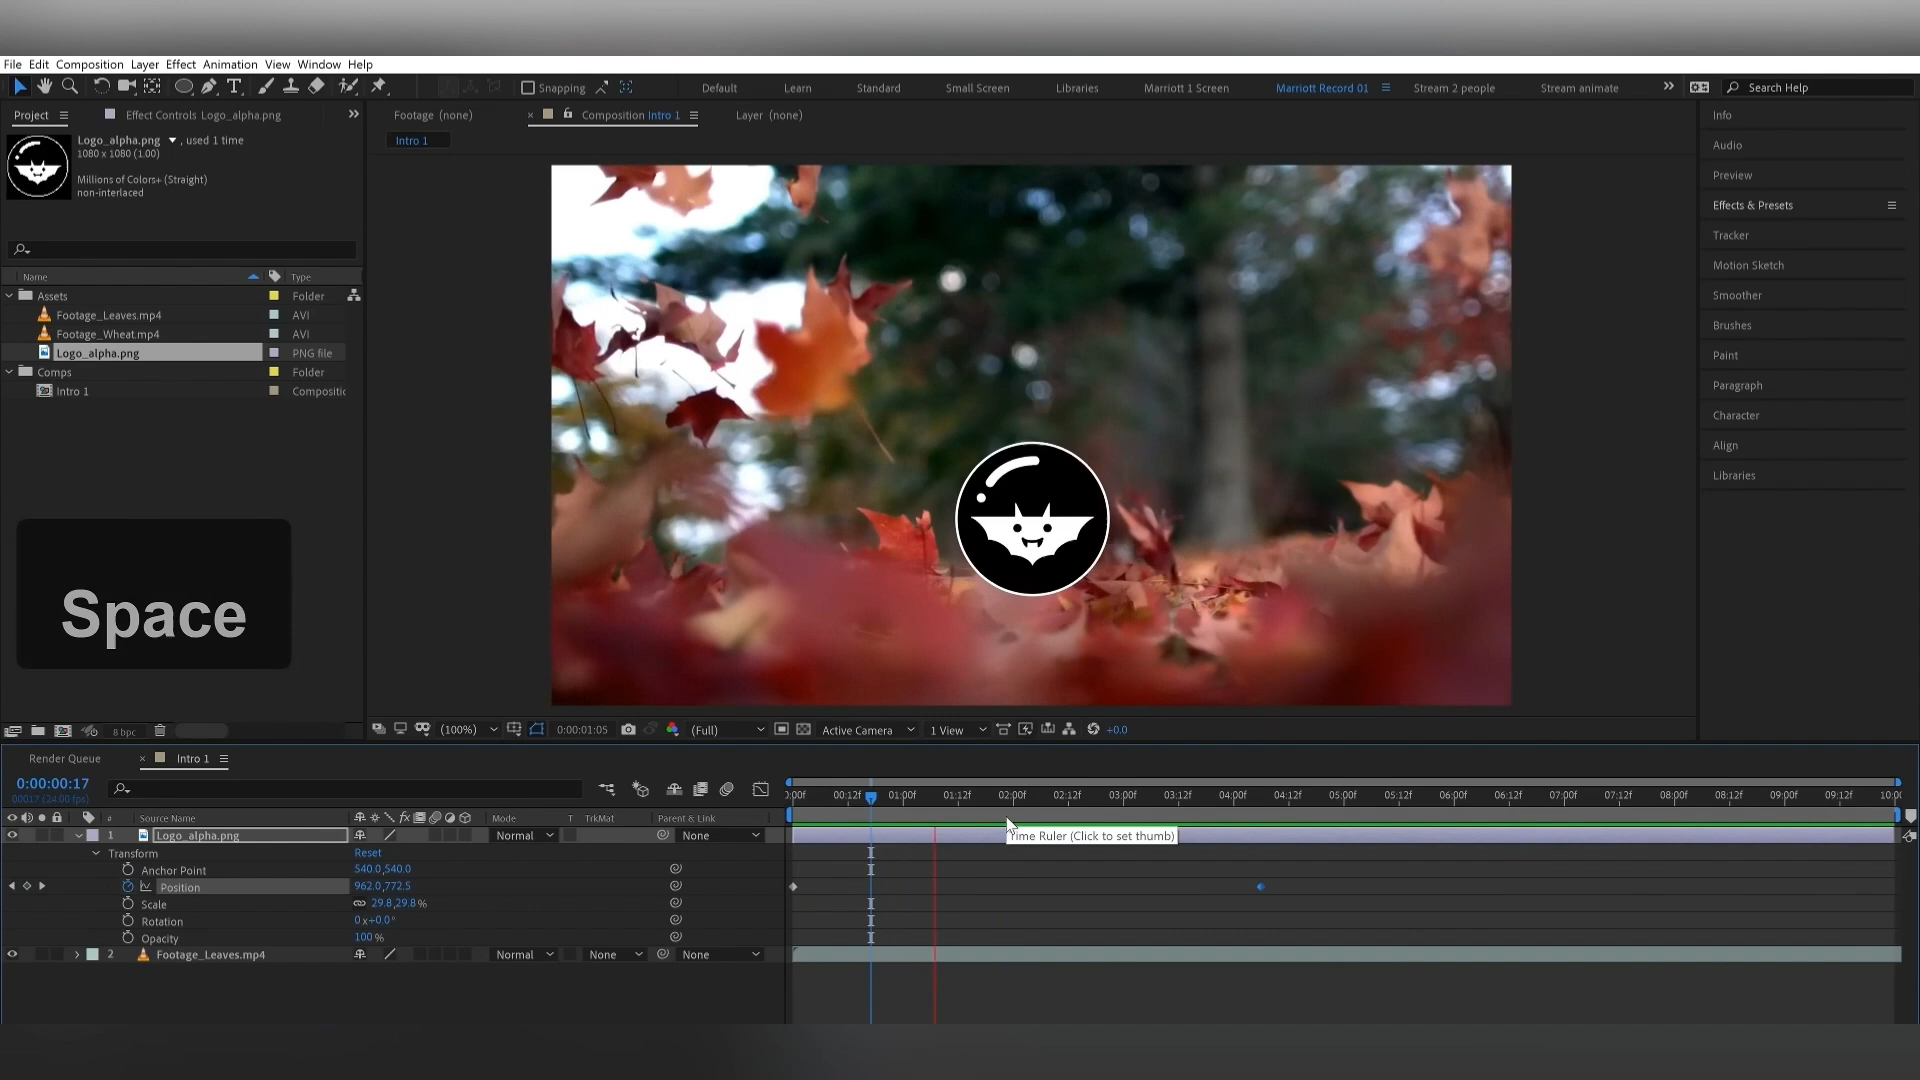 File Edit Composition Layer Effect Animation View Window Help
Snapping
Default Learn Standard Small Screen Libraries Marriott 1 Screen Marriott Record 01 Stream 2 people Stream animate
Search Help
Project
Effect Controls Logo_alpha.png
Footage (none)
Composition Intro 1
Layer (none)
Intro 1
Logo_alpha.png , used 1 time
1080 x 1080 (1.00)
Millions of Colors+ (Straight)
non-interlaced
Name Type
Assets Folder
Footage_Leaves.mp4 AVI
Footage_Wheat.mp4 AVI
Logo_alpha.png PNG file
Comps Folder
Intro 1
Space
8 bpc
Info
Audio
Preview
Effects & Presets
Tracker
Motion Sketch
Smoother
Brushes
Paint
Paragraph
Character
Align
Libraries
(100%) 0:00:01:05 (Full) Active Camera 1 View +0.0
Render Queue
Intro 1
0:00:00:17
00017 (24.00 fps)
00:12f 01:00f 01:12f 02:00f 02:12f 03:00f 03:12f 04:00f 04:12f 05:00f 05:12f 06:00f 06:12f 07:00f 07:12f 08:00f 08:12f 09:00f 09:12f
# Source Name fx Mode T TrkMat Parent & Link
1 Logo_alpha.png Normal None
Time Ruler (Click to set thumb)
Transform Reset
Anchor Point 540.0,540.0
Position 962.0,772.5
Scale 29.8,29.8%
Rotation 0x+0.0°
Opacity 100%
2 Footage_Leaves.mp4 Normal None None